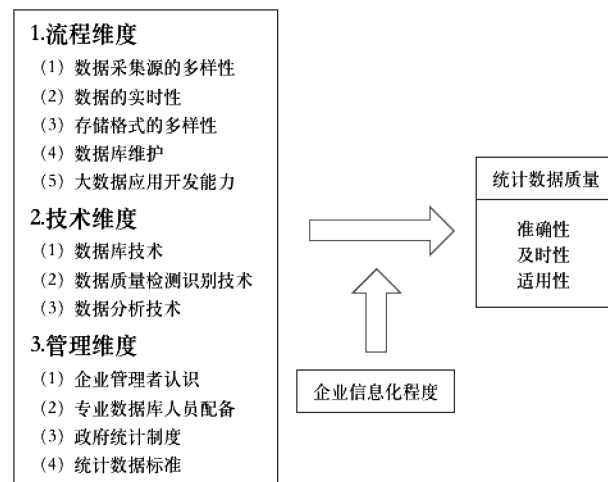 1.流程维度
（1）数据采集源的多样性
（2）数据的实时性
（3）存储格式的多样性
（4）数据库维护
（5）大数据应用开发能力
2.技术维度
（1）数据库技术
（2）数据质量检测识别技术
（3）数据分析技术
3.管理维度
（1）企业管理者认识
（2）专业数据库人员配备
（3）政府统计制度
（4）统计数据标准
企业信息化程度
统计数据质量
准确性
及时性
适用性